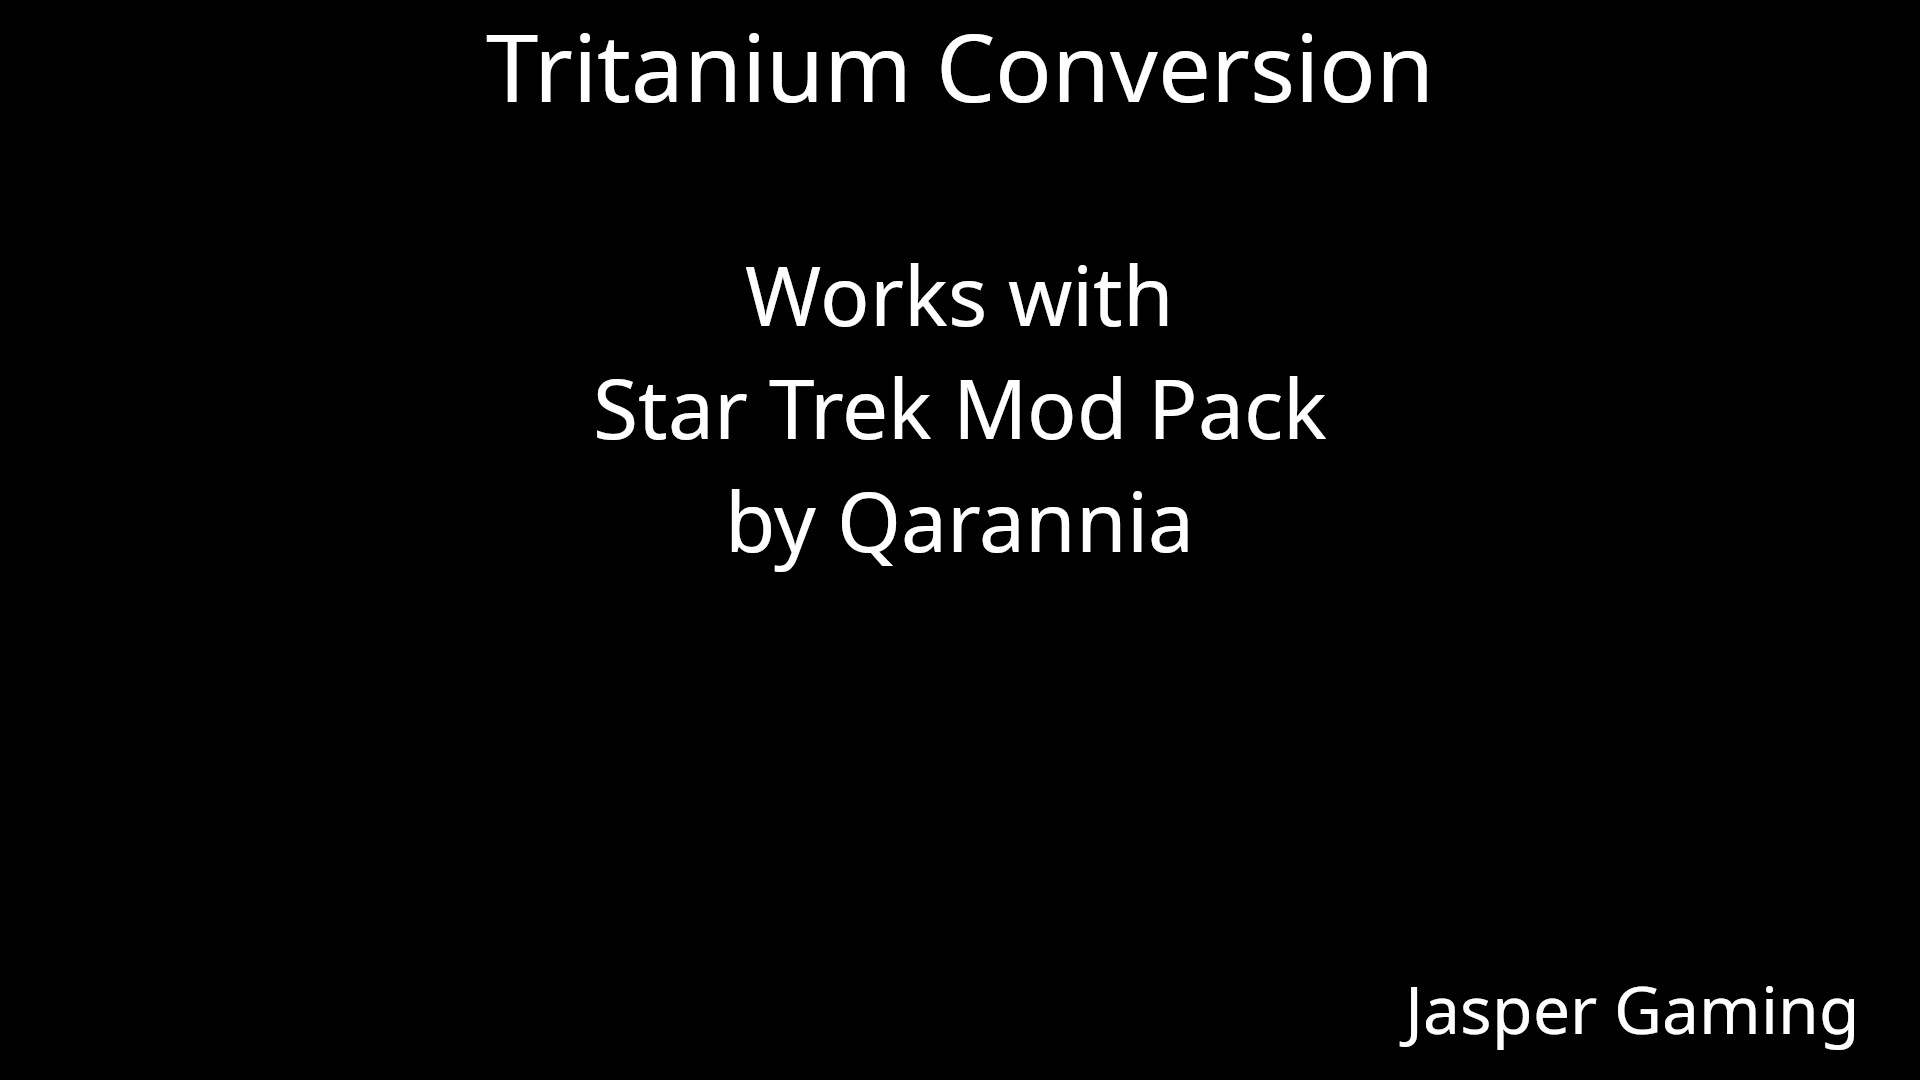 Tritanium Conversion
Works with
Star Trek Mod Pack
by Qarannia
Jasper Gaming